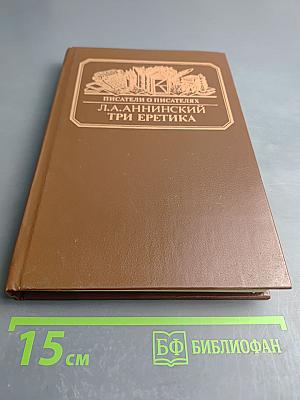 ПИСАТЕЛИ О ПИСАТЕЛЯХ
Л.А.АННИНСКИЙ
ТРИ ЕРЕТИКА
15 см
БФ БИБЛИОФАН